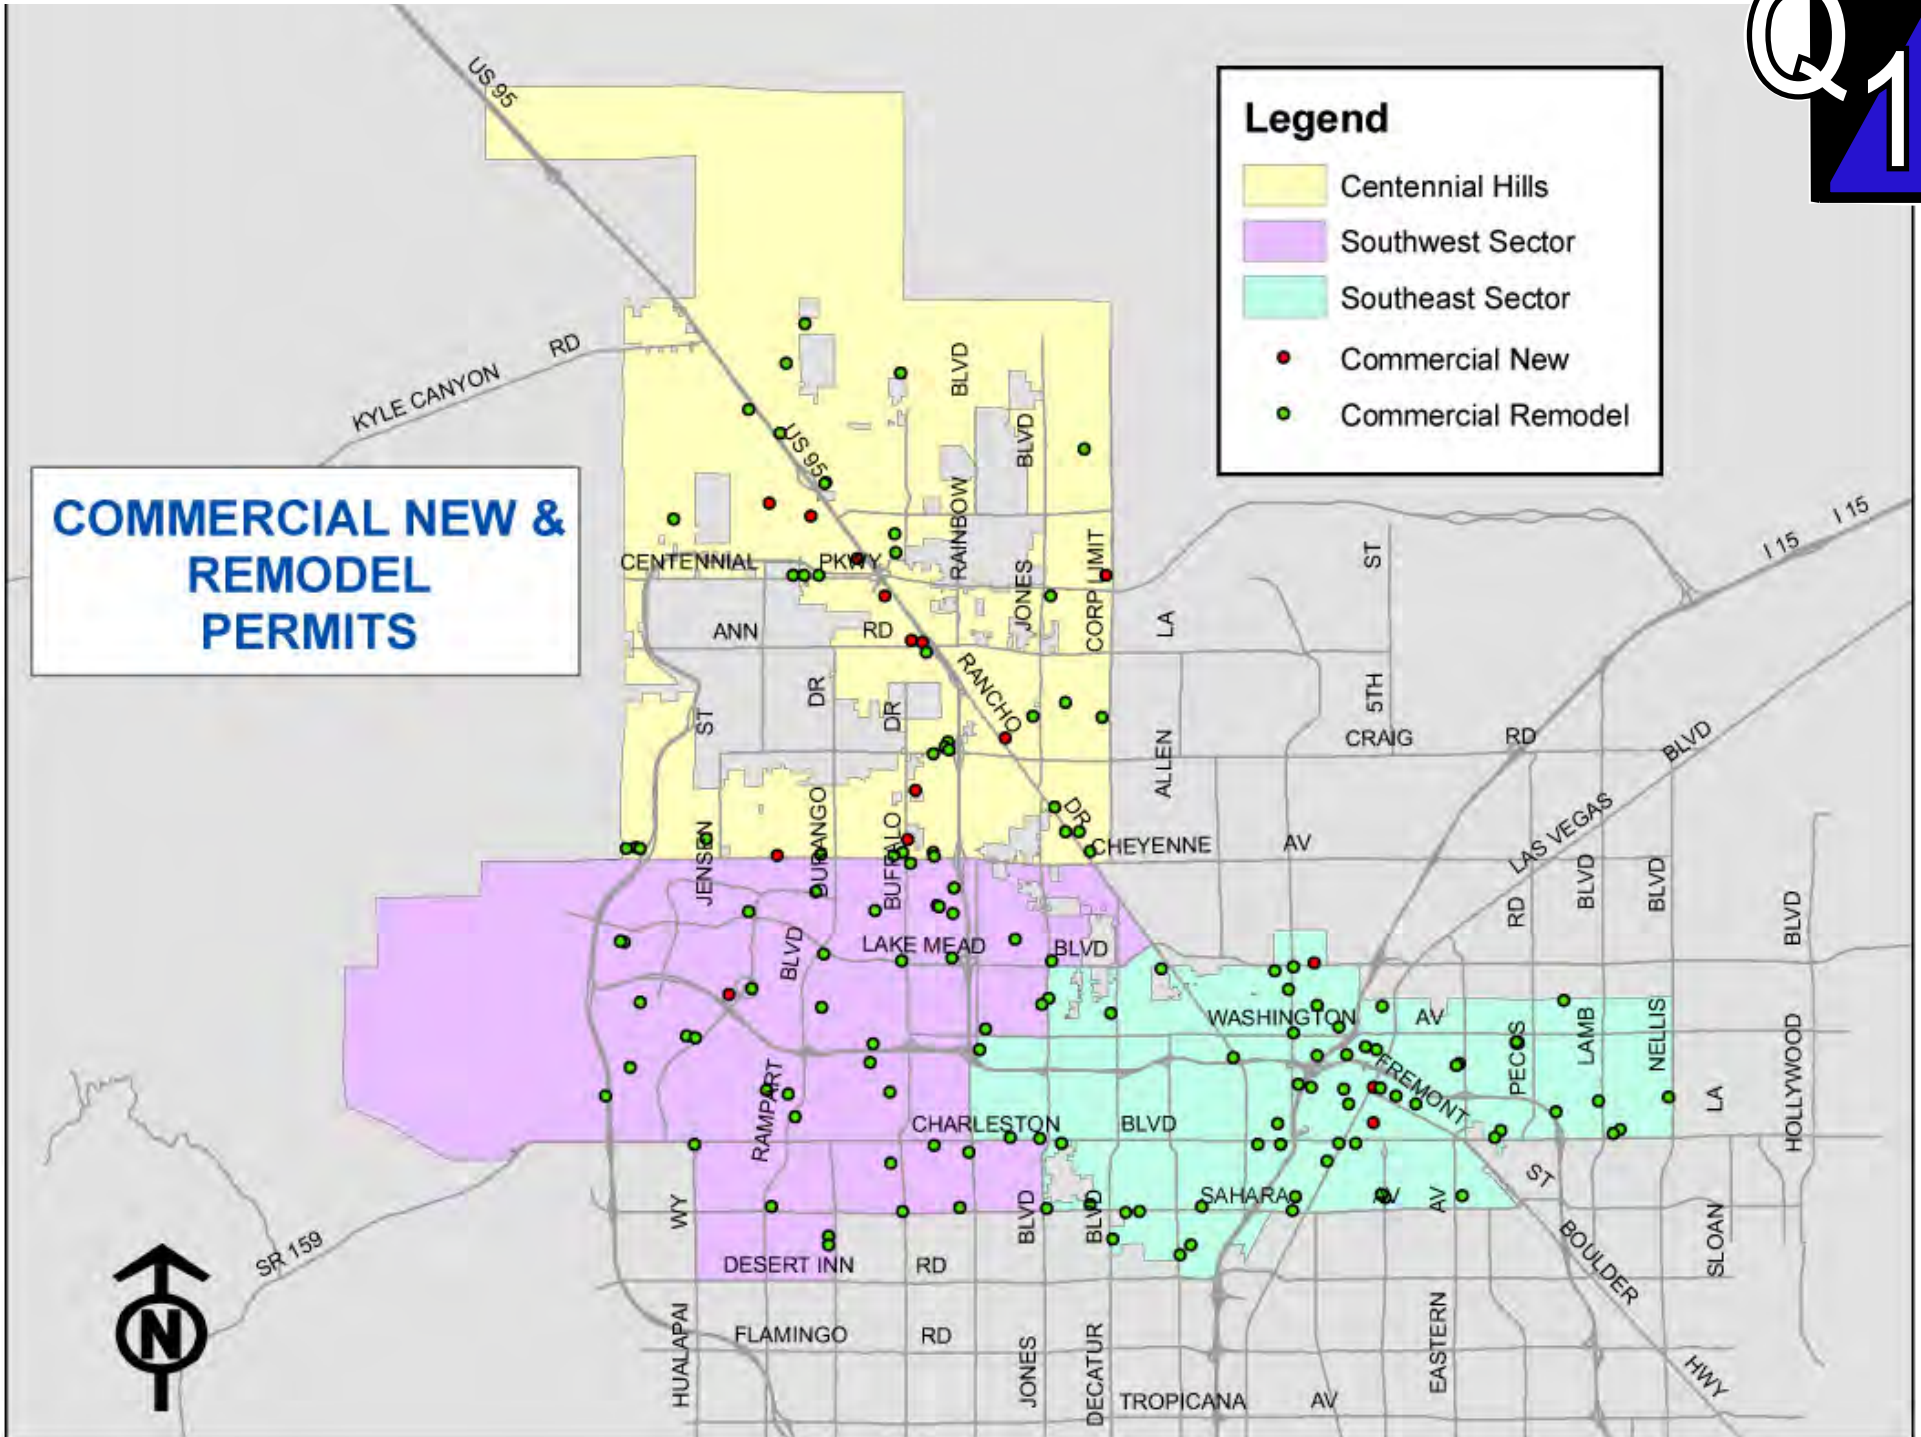 Q
1
US 95
Legend
Centennial Hills
Southwest Sector
Southeast Sector
Commercial New
Commercial Remodel
KYLE CANYON RD
BLVD
BLVD
US 95
COMMERCIAL NEW &
REMODEL
PERMITS
I 15
I 15
RAINBOW
CENTENNIAL PKWY
JONES
CORP LIMIT
ST
ANN RD
LA
RANCHO
DR
DR
ST
5TH
CRAIG RD
BLVD
ALLEN
DR
LAS VEGAS
CHEYENNE AV
JENSEN
DURANGO
BUFFALO
BLVD
BLVD
RD
BLVD
LAKE MEAD BLVD
BLVD
WASHINGTON AV
PECOS
LAMB
NELLIS
HOLLYWOOD
FREMONT
RAMPART
CHARLESTON BLVD
LA
ST
SAHARA AV
AV
WY
BLVD
BLVD
SLOAN
SR 159
DESERT INN RD
BOULDER
N
HUALAPAI
FLAMINGO RD
JONES
DECATUR
EASTERN
HWY
TROPICANA AV